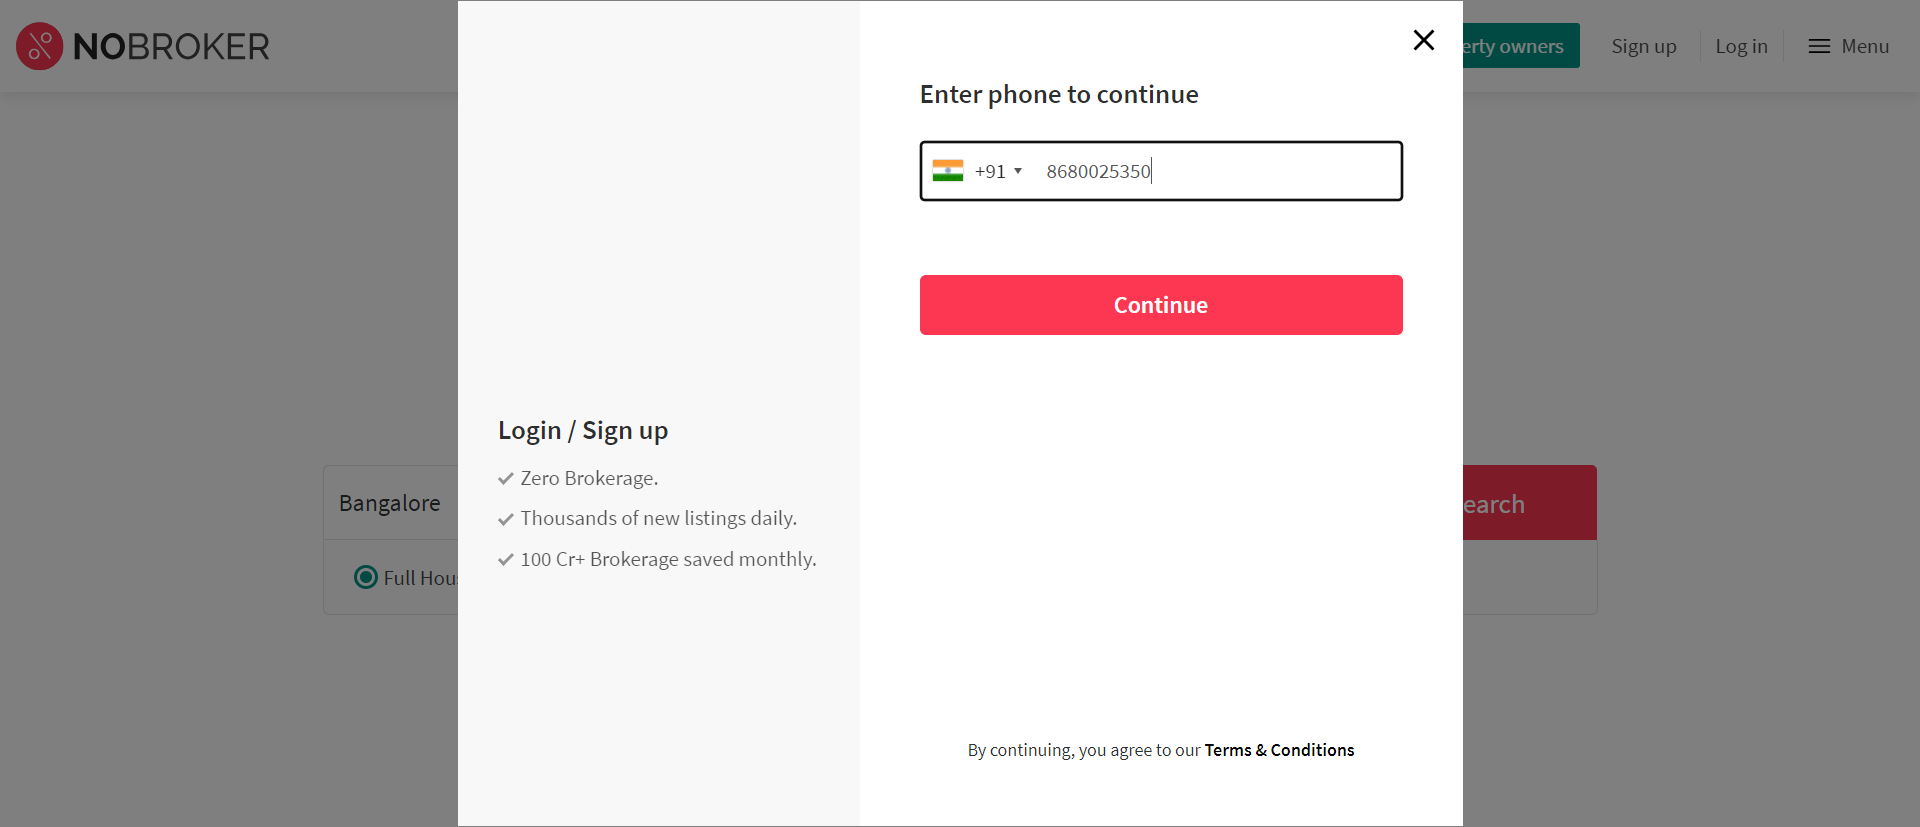 NOBROKER
erty owners
Sign up
Log in
Menu
Enter phone to continue
+91
8680025350
Continue
Login / Sign up
Zero Brokerage.
Thousands of new listings daily.
100 Cr+ Brokerage saved monthly.
Bangalore
earch
Full Hou
By continuing, you agree to our Terms & Conditions